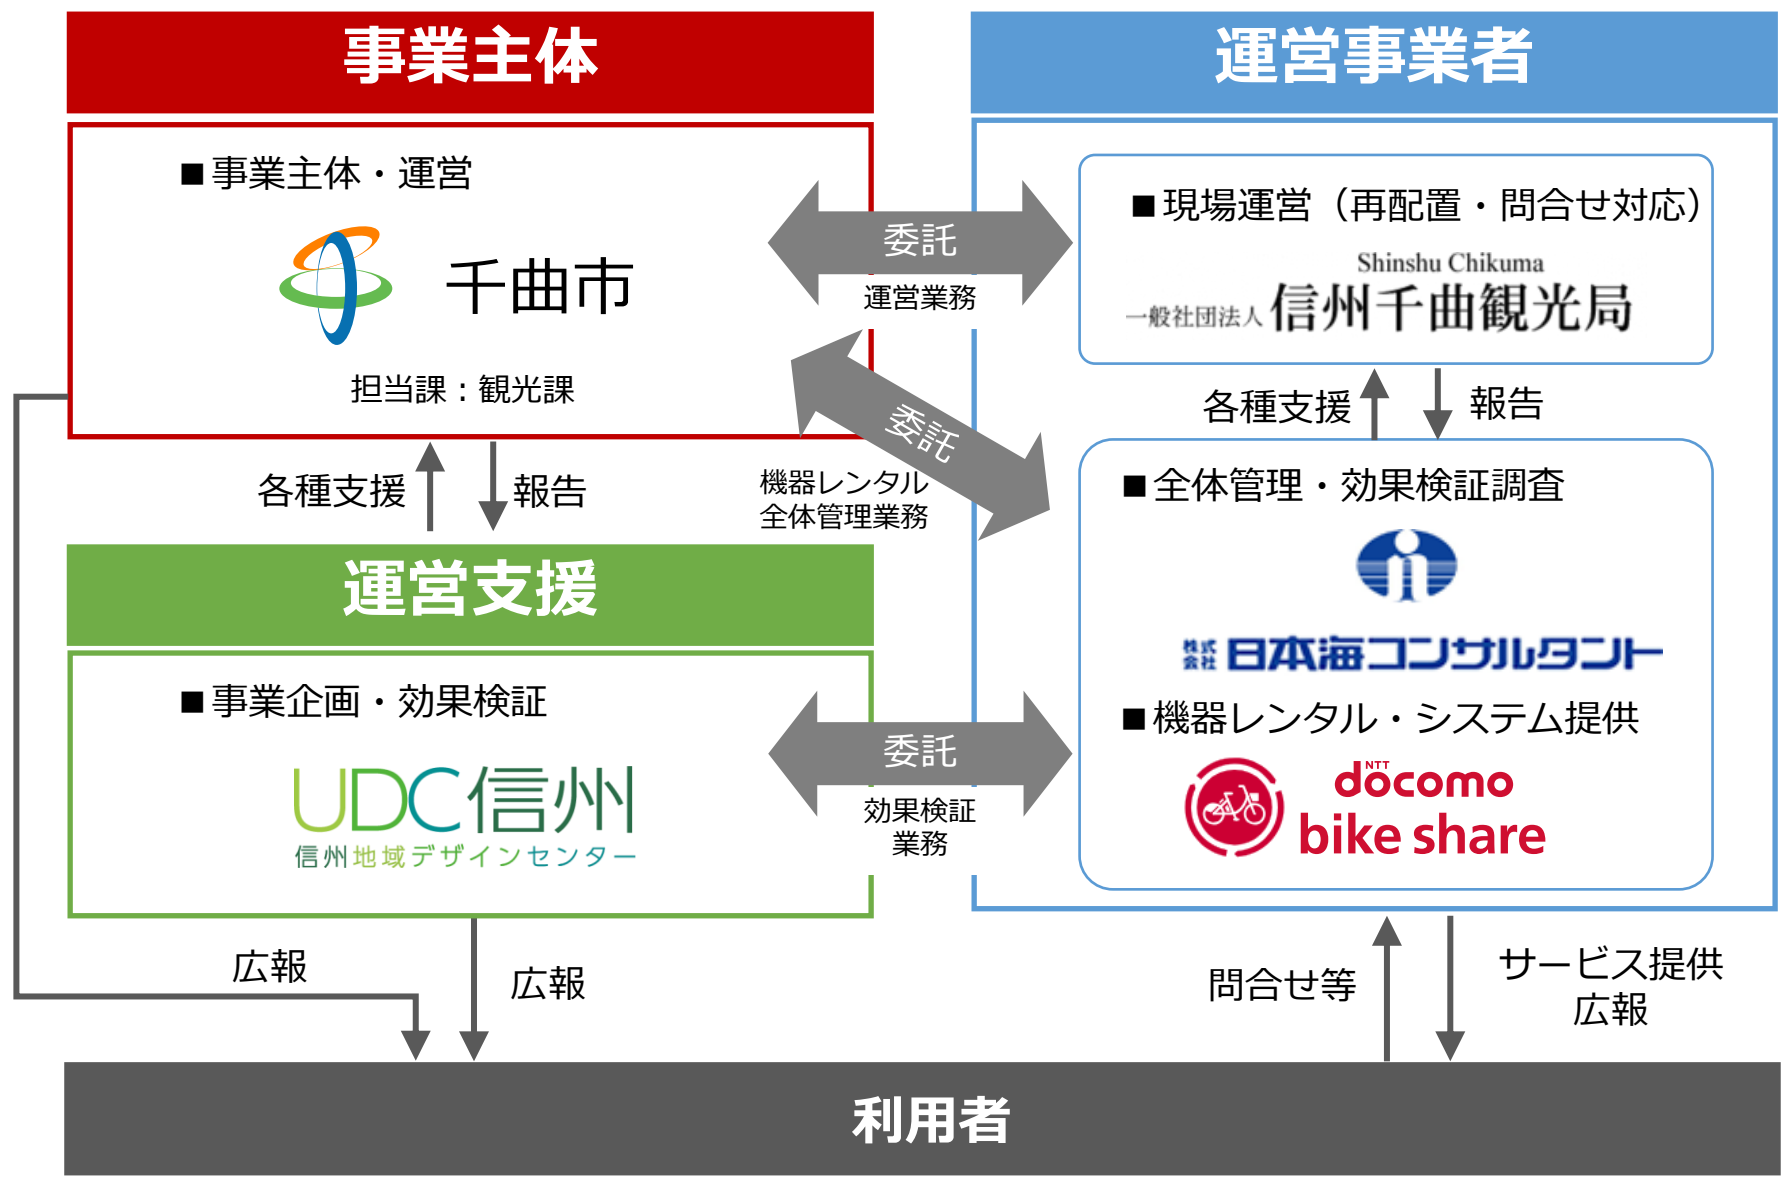 事業主体
■事業主体・運営
千曲市
担当課：観光課
各種支援
報告
運営支援
■事業企画・効果検証
UDC信州
信州地域デザインセンター
広報
広報
委託
運営業務
委託
機器レンタル
全体管理業務
委託
効果検証
業務
運営事業者
■現場運営（再配置・問合せ対応）
Shinshu Chikuma
一般社団法人 信州千曲観光局
各種支援
報告
■全体管理・効果検証調査
株式会社 日本海コンサルタント
■機器レンタル・システム提供
NTT
docomo
bike share
問合せ等
サービス提供
広報
利用者